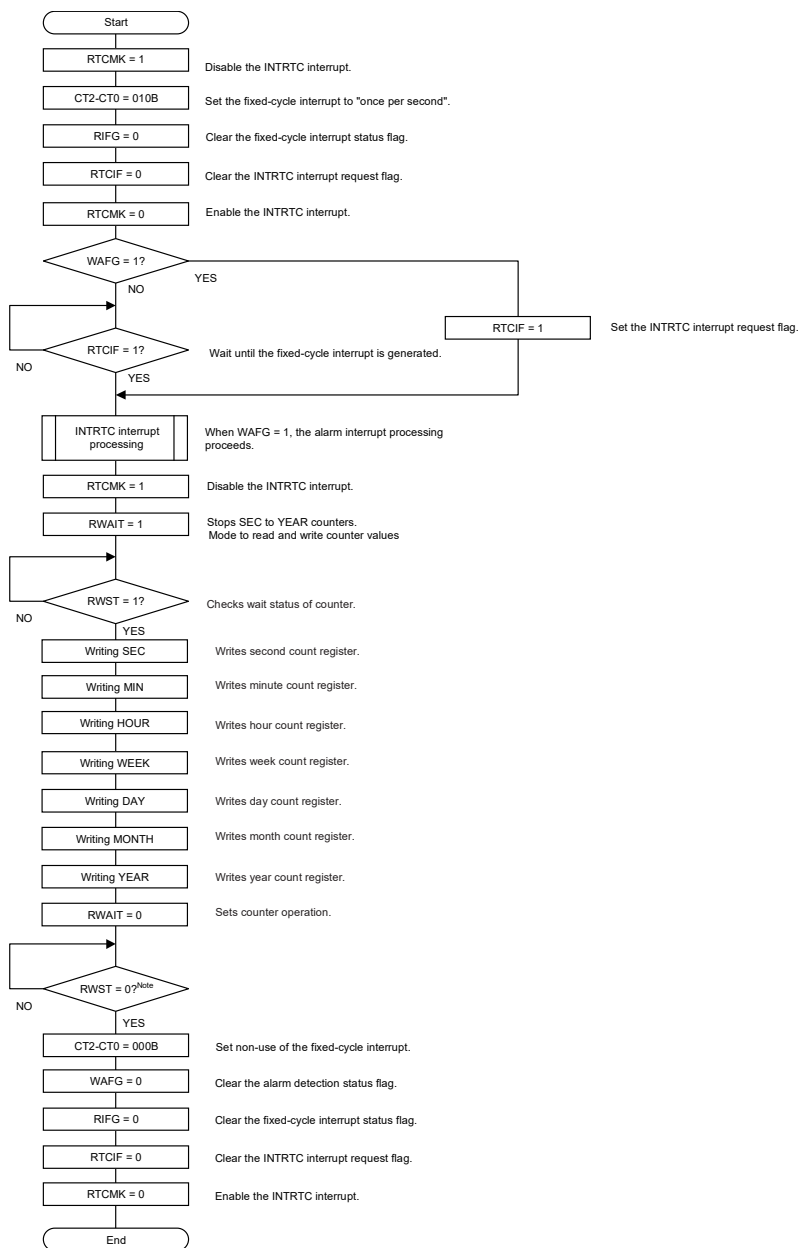 Start
RTCMK = 1
Disable the INTRTC interrupt.
CT2-CT0 = 010B
Set the fixed-cycle interrupt to "once per second".
RIFG = 0
Clear the fixed-cycle interrupt status flag.
RTCIF = 0
Clear the INTRTC interrupt request flag.
RTCMK = 0
Enable the INTRTC interrupt.
WAFG = 1?
YES
NO
RTCIF = 1
Set the INTRTC interrupt request flag.
RTCIF = 1?
Wait until the fixed-cycle interrupt is generated.
NO
YES
INTRTC interrupt
processing
When WAFG = 1, the alarm interrupt processing
proceeds.
RTCMK = 1
Disable the INTRTC interrupt.
RWAIT = 1
Stops SEC to YEAR counters.
Mode to read and write counter values
RWST = 1?
Checks wait status of counter.
NO
YES
Writing SEC
Writes second count register.
Writing MIN
Writes minute count register.
Writing HOUR
Writes hour count register.
Writing WEEK
Writes week count register.
Writing DAY
Writes day count register.
Writing MONTH
Writes month count register.
Writing YEAR
Writes year count register.
RWAIT = 0
Sets counter operation.
RWST = 0?Note
NO
YES
CT2-CT0 = 000B
Set non-use of the fixed-cycle interrupt.
WAFG = 0
Clear the alarm detection status flag.
RIFG = 0
Clear the fixed-cycle interrupt status flag.
RTCIF = 0
Clear the INTRTC interrupt request flag.
RTCMK = 0
Enable the INTRTC interrupt.
End